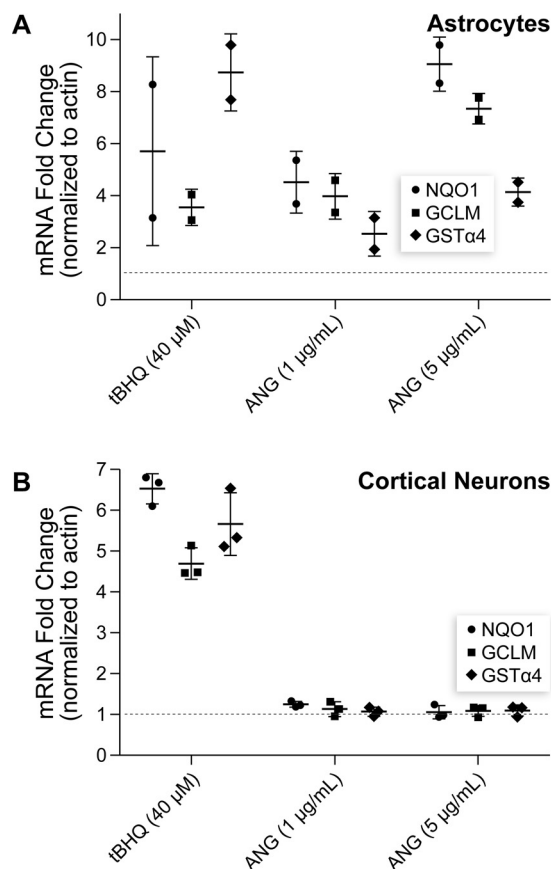 A
Astrocytes
mRNA Fold Change
(normalized to actin)
10
8
6
4
2
0
NQO1
GCLM
GSTα4
tBHQ (40 µM)
ANG (1 µg/mL)
ANG (5 µg/mL)
B
Cortical Neurons
mRNA Fold Change
(normalized to actin)
7
6
5
4
3
2
1
0
NQO1
GCLM
GSTα4
tBHQ (40 µM)
ANG (1 µg/mL)
ANG (5 µg/mL)